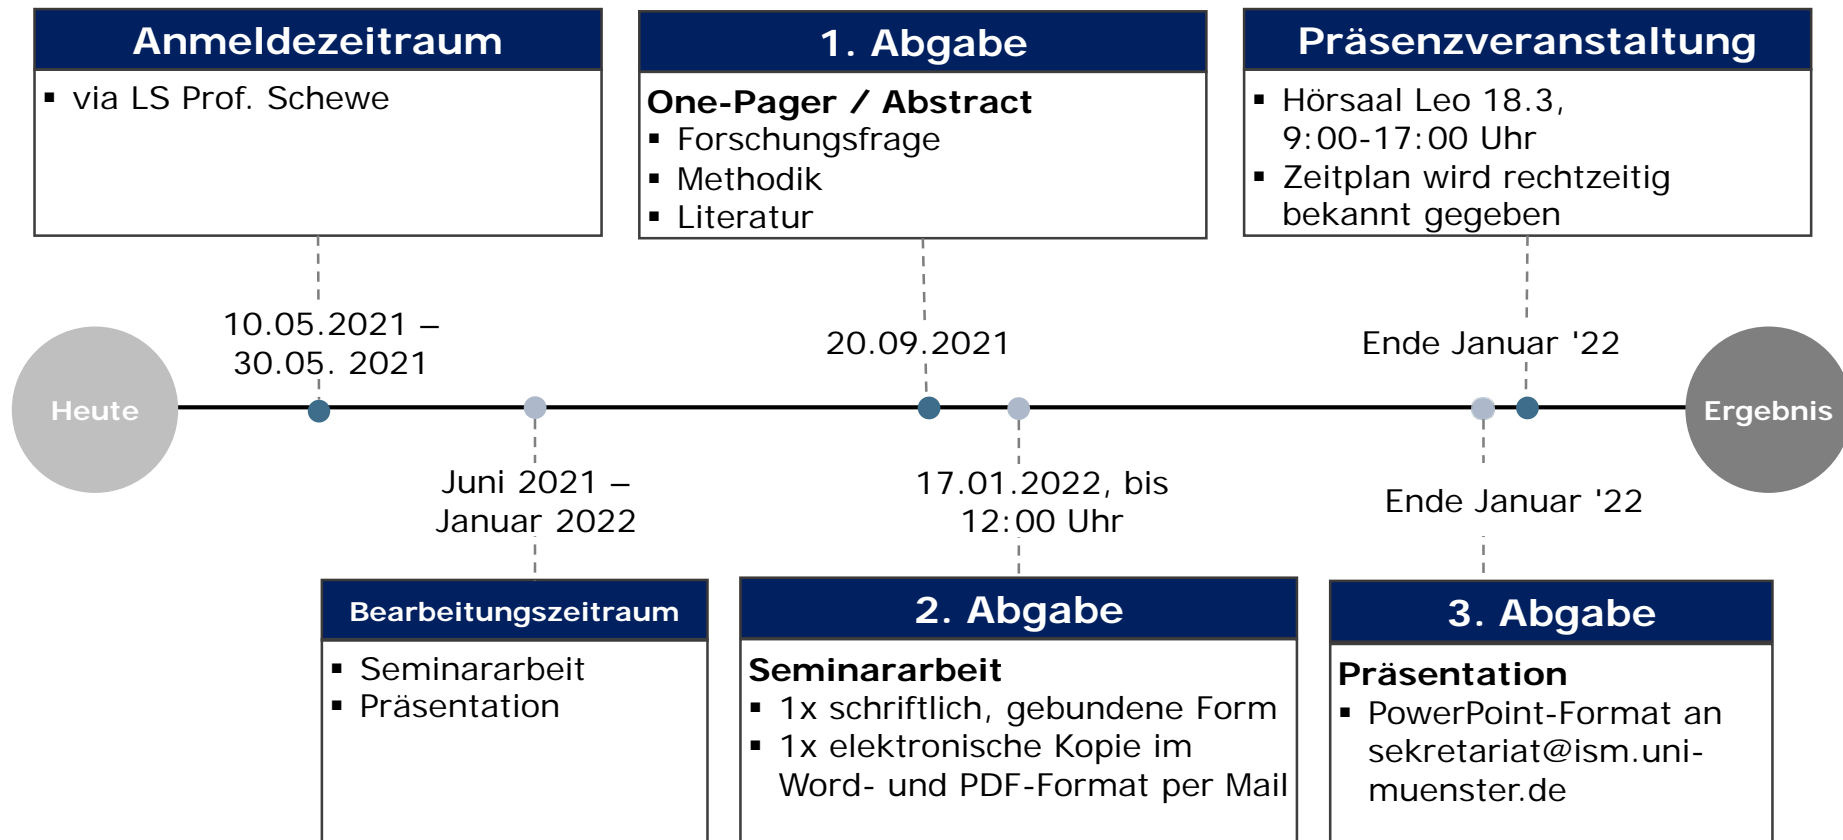 Anmeldezeitraum
▪ via LS Prof. Schewe
1. Abgabe
One-Pager / Abstract
▪ Forschungsfrage
▪ Methodik
▪ Literatur
Präsenzveranstaltung
▪ Hörsaal Leo 18.3,
9:00-17:00 Uhr
▪ Zeitplan wird rechtzeitig
bekannt gegeben
10.05.2021 –
30.05. 2021
20.09.2021
Ende Januar '22
Heute
Ergebnis
Juni 2021 –
Januar 2022
17.01.2022, bis
12:00 Uhr
Ende Januar '22
Bearbeitungszeitraum
▪ Seminararbeit
▪ Präsentation
2. Abgabe
Seminararbeit
▪ 1x schriftlich, gebundene Form
▪ 1x elektronische Kopie im
Word- und PDF-Format per Mail
3. Abgabe
Präsentation
▪ PowerPoint-Format an
sekretariat@ism.uni-
muenster.de